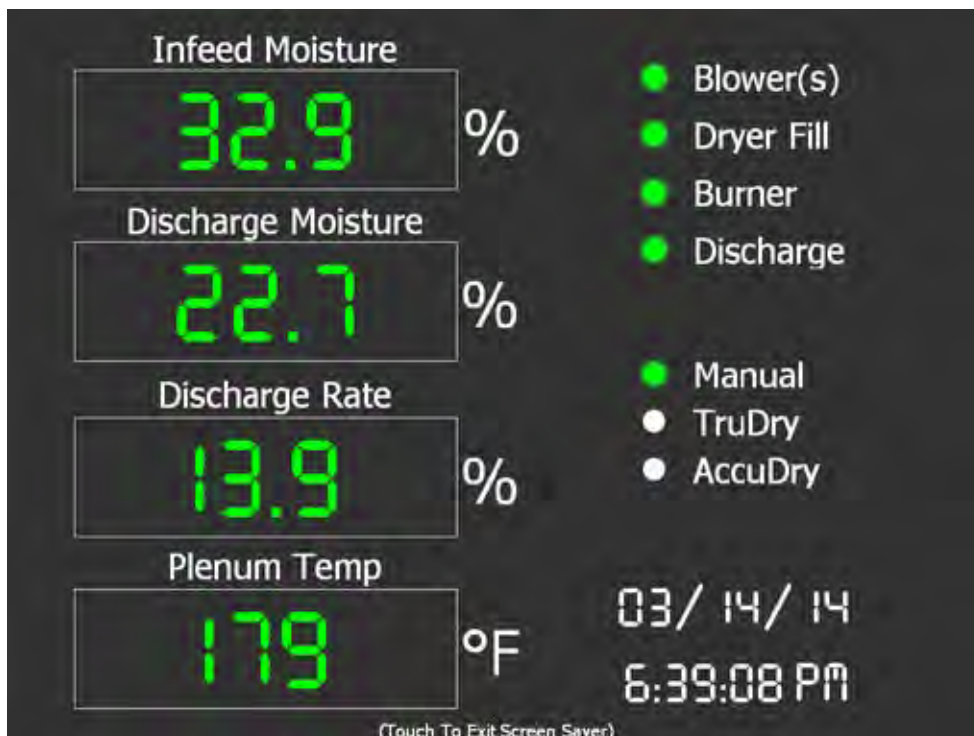 Infeed Moisture
32.9 %
Discharge Moisture
22.7 %
Discharge Rate
13.9 %
Plenum Temp
179 °F
Blower(s)
Dryer Fill
Burner
Discharge
Manual
TruDry
AccuDry
03/14/14
6:39:08 PM
(Touch To Exit Screen Saver)